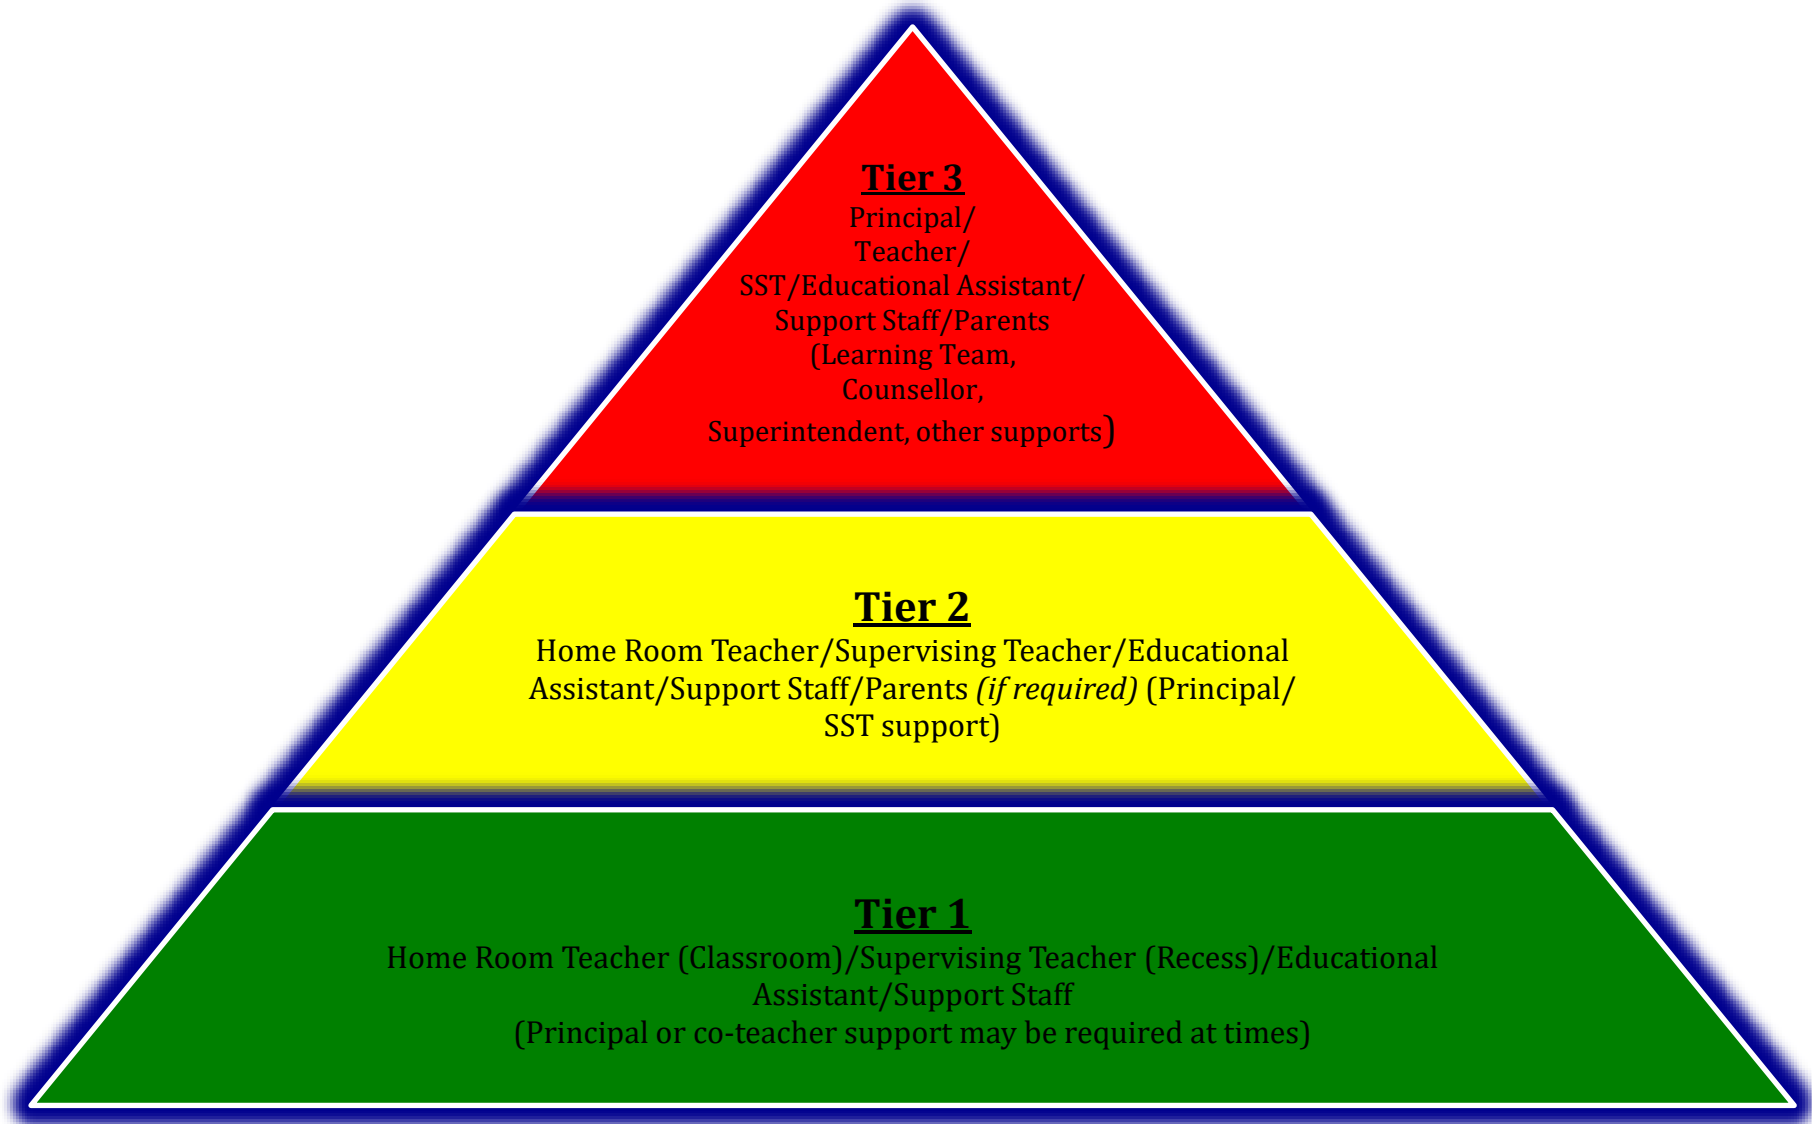 Tier 3
Principal/
Teacher/
SST/Educational Assistant/
Support Staff/Parents
(Learning Team,
Counsellor,
Superintendent, other supports)
Tier 2
Home Room Teacher/Supervising Teacher/Educational
Assistant/Support Staff/Parents (if required) (Principal/
SST support)
Tier 1
Home Room Teacher (Classroom)/Supervising Teacher (Recess)/Educational
Assistant/Support Staff
(Principal or co-teacher support may be required at times)